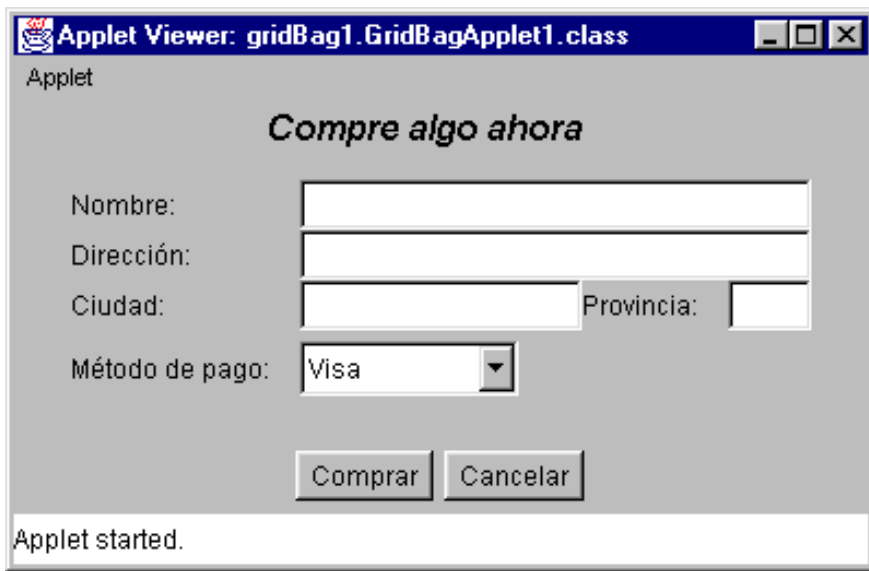 Applet Viewer: gridBag1.GridBagApplet1.class
Applet
Compre algo ahora
Nombre:
Dirección:
Ciudad: Provincia:
Método de pago: Visa
Comprar Cancelar
Applet started.